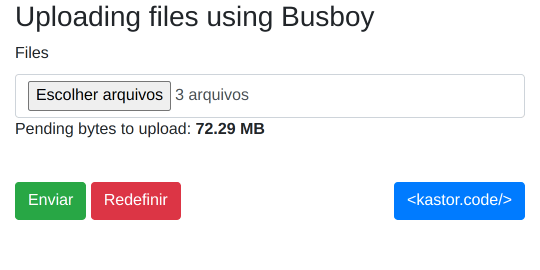 Uploading files using Busboy
Files
Escolher arquivos 3 arquivos
Pending bytes to upload: 72.29 MB
Enviar Redefinir <kastor.code/>